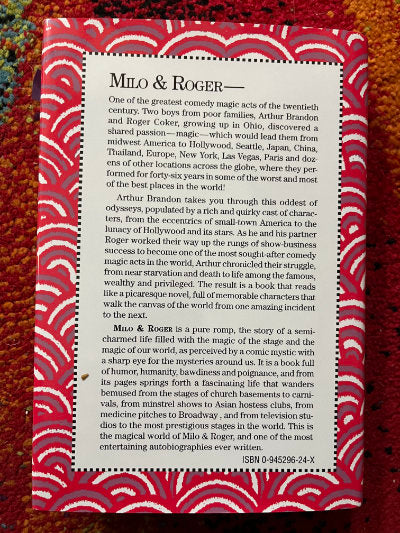 MILO & ROGER—
One of the greatest comedy magic acts of the twentieth
century. Two boys from poor families, Arthur Brandon
and Roger Coker, growing up in Ohio, discovered a
shared passion—magic—which would lead them from
midwest America to Hollywood, Seattle, Japan, China,
Thailand, Europe, New York, Las Vegas, Paris and doz-
ens of other locations across the globe, where they per-
formed for forty-six years in some of the worst and most
of the best places in the world!
Arthur Brandon takes you through this oddest of
odysseys, populated by a rich and quirky cast of charac-
ters, from the eccentrics of small-town America to the
lunacy of Hollywood and its stars. As he and his partner
Roger worked their way up the rungs of show-business
success to become one of the most sought-after comedy
magic acts in the world, Arthur chronicled their struggle,
from near starvation and death to life among the famous,
wealthy and privileged. The result is a book that reads
like a picaresque novel, full of memorable characters that
walk the canvas of the world from one amazing incident
to the next.
MILO & ROGER is a pure romp, the story of a semi-
charmed life filled with the magic of the stage and the
magic of our world, as perceived by a comic mystic with
a sharp eye for the mysteries around us. It is a book full
of humor, humanity, bawdiness and poignance, and from
its pages springs forth a fascinating life that wanders
bemused from the stages of church basements to carni-
vals, from minstrel shows to Asian hostess clubs, from
medicine pitches to Broadway, and from television stu-
dios to the most prestigious stages in the world. This is
the magical world of Milo & Roger, and one of the most
entertaining autobiographies ever written.
ISBN 0-945296-24-X